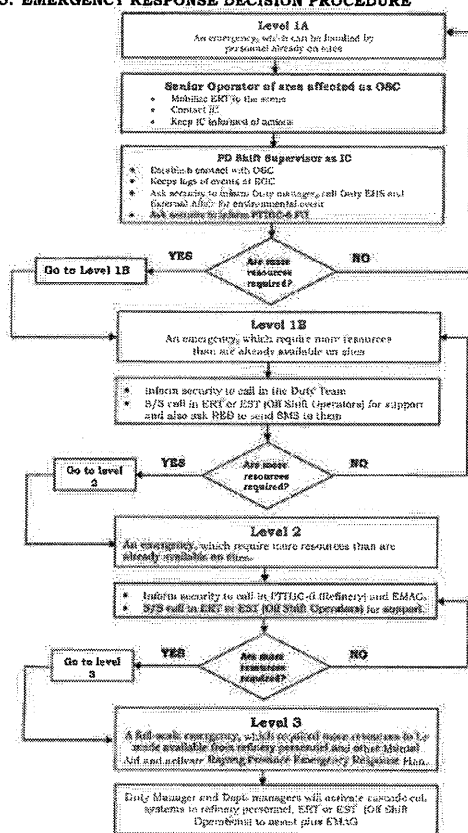 EMERGENCY RESPONSE DECISION PROCEDURE
Level 1A
An emergency, which can be handled by
personnel already on sites
Senior Operator of area affected as OSC
Mobilize ERT to the scene
Contact IC
Keep IC informed of actions
PD Shift Supervisor as IC
Establish contact with OSC
Keeps logs of events at
Ask security to inform Duty manager, call Duty EHS and
External Affair for environmental event
Ask security to inform PTTGC-6
Are more
resources
required?
YES
NO
Go to Level 1B
Level 1B
An emergency, which require more resources
than are already available on sites
Inform security to call in the Duty Team
S/S call in ERT or EST (Off Shift Operators) for support
and also ask to send SMS to them
Are more
resources
required?
YES
NO
Go to level
2
Level 2
An emergency, which require more resources than are
already available on sites.
Inform security to call in PTTGC-6 (Refinery) and EMAG.
S/S call in ERT or EST (Off Shift Operators) for support.
Are more
resources
required?
YES
NO
Go to level
3
Level 3
A full-scale emergency, which required more resources to be
made available from refinery personnel and other Mutual
Aid and activate Rayong Province Emergency Response Plan.
Duty Manager and Dept. managers will activate cascade call
systems in refinery personnel, ERT or EST (Off Shift
Operators) to assist plus EMAG